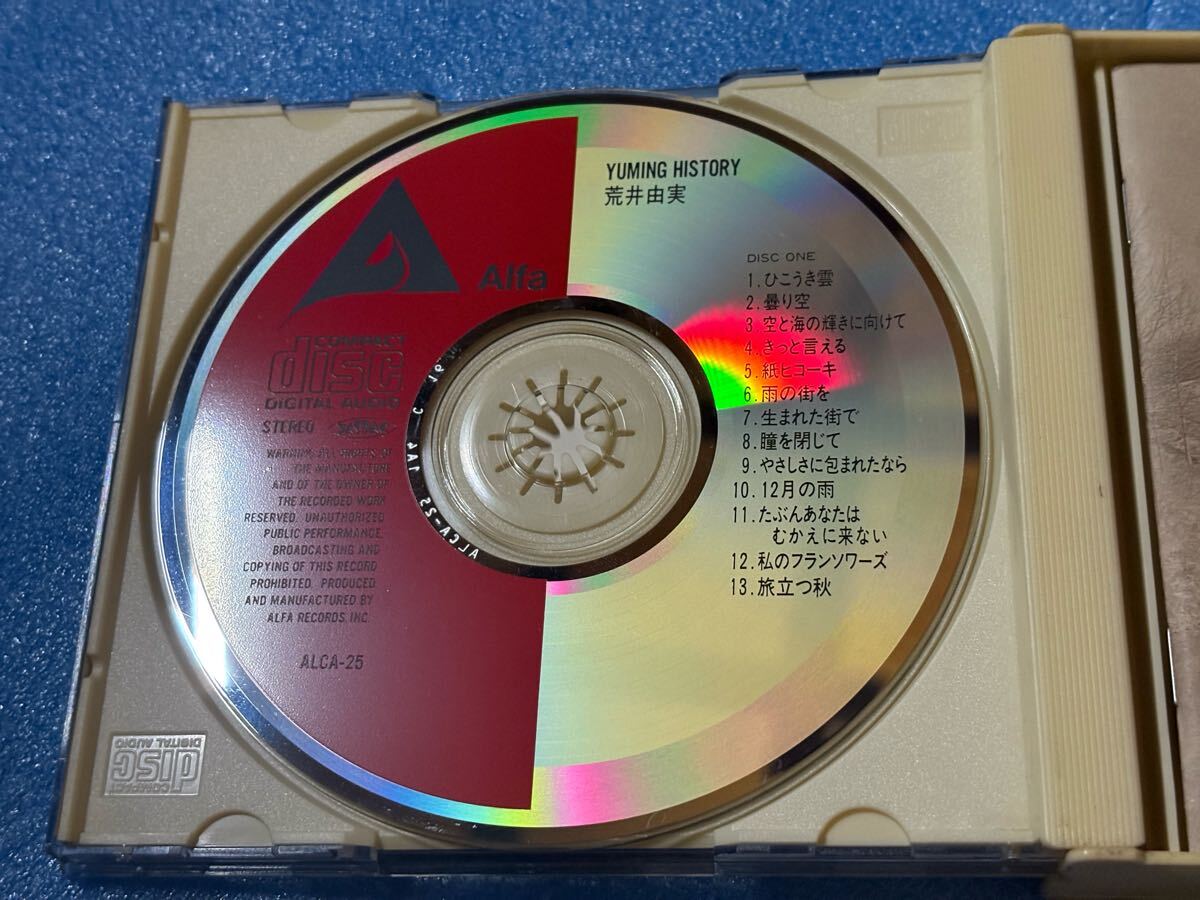 YUMING HISTORY
荒井由実
Alfa
COMPACT
disc
DIGITAL AUDIO
STEREO
WARNING: ALL RIGHTS OF
THE MANUFACTURE
AND OF THE OWNER OF
THE RECORDED WORK
RESERVED. UNAUTHORIZED
PUBLIC PERFORMANCE,
BROADCASTING AND
COPYING OF THIS RECORD
PROHIBITED. PRODUCED
AND MANUFACTURED BY
ALFA RECORDS, INC.
ALCA-25
DISC ONE
1.ひこうき雲
2.曇り空
3.空と海の輝きに向けて
4.きっと言える
5.紙ヒコーキ
6.雨の街を
7.生まれた街で
8.瞳を閉じて
9.やさしさに包まれたなら
10.12月の雨
11.たぶんあなたは
むかえに来ない
12.私のフランソワーズ
13.旅立つ秋
COMPACT
disc
DIGITAL AUDIO